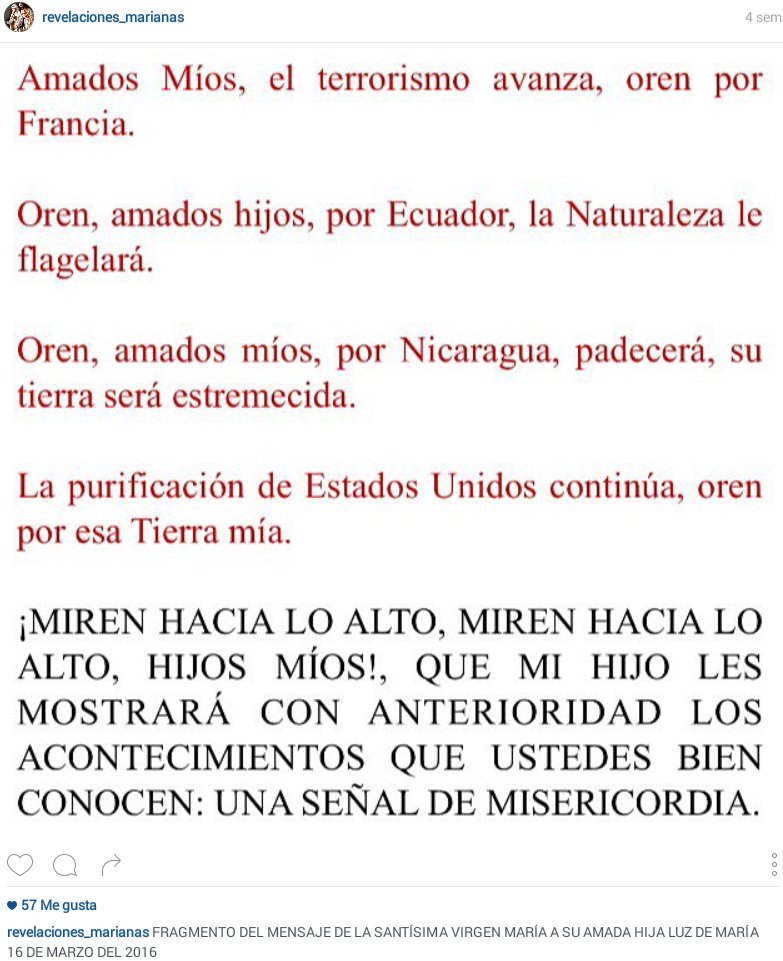 revelaciones_marianas
4 sem
Amados Míos, el terrorismo avanza, oren por
Francia.
Oren, amados hijos, por Ecuador, la Naturaleza le
flagelará.
Oren, amados míos, por Nicaragua, padecerá, su
tierra será estremecida.
La purificación de Estados Unidos continúa, oren
por esa Tierra mía.
¡MIREN HACIA LO ALTO, MIREN HACIA LO
ALTO, HIJOS MÍOS!, QUE MI HIJO LES
MOSTRARÁ CON ANTERIORIDAD LOS
ACONTECIMIENTOS QUE USTEDES BIEN
CONOCEN: UNA SEÑAL DE MISERICORDIA.
57 Me gusta
revelaciones_marianas FRAGMENTO DEL MENSAJE DE LA SANTÍSIMA VIRGEN MARÍA A SU AMADA HIJA LUZ DE MARÍA
16 DE MARZO DEL 2016